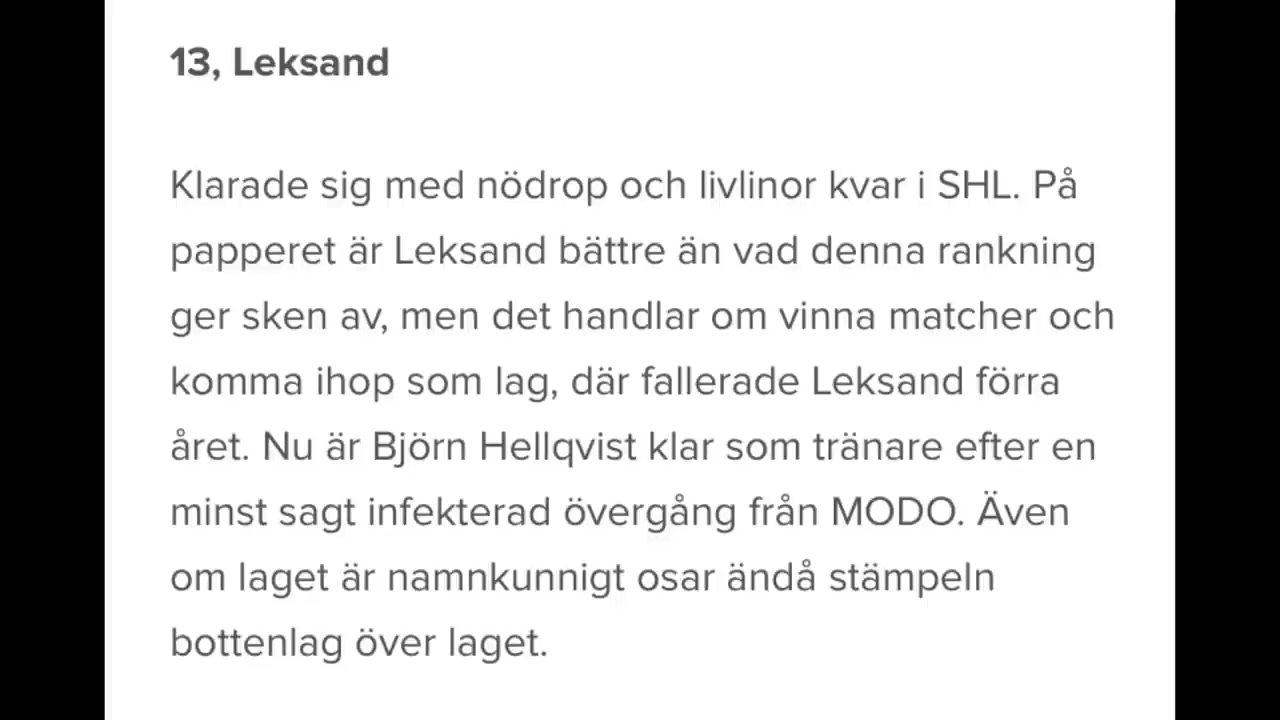 13, Leksand
Klarade sig med nödrop och livlinor kvar i SHL. På
papperet är Leksand bättre än vad denna rankning
ger sken av, men det handlar om vinna matcher och
komma ihop som lag, där fallerade Leksand förra
året. Nu är Björn Hellqvist klar som tränare efter en
minst sagt infekterad övergång från MODO. Även
om laget är namnkunnigt osar ändå stämpeln
bottenlag över laget.